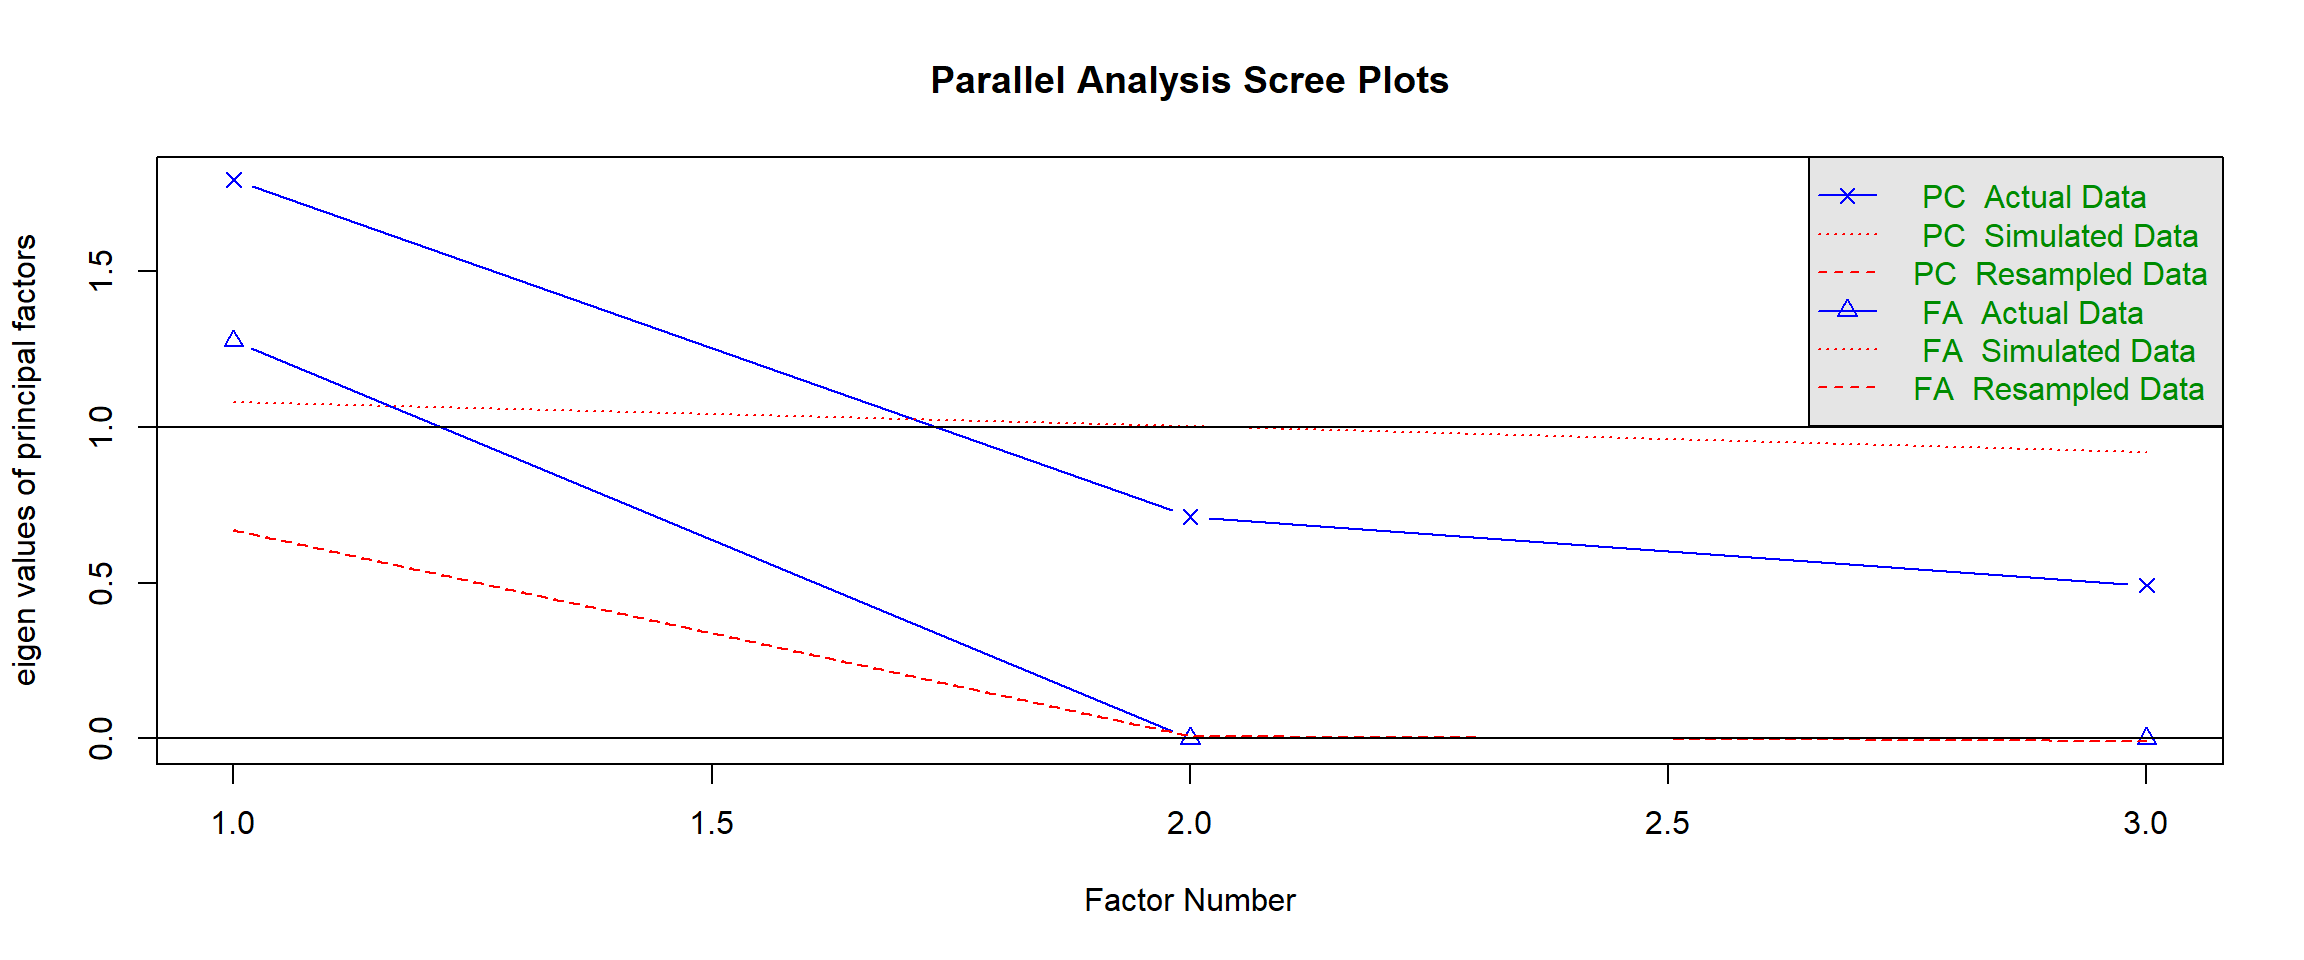 Parallel Analysis Scree Plots
eigen values of principal factors
1.5
1.0
0.5
0.0
PC Actual Data
PC Simulated Data
PC Resampled Data
FA Actual Data
FA Simulated Data
FA Resampled Data
1.0 1.5 2.0 2.5 3.0
Factor Number